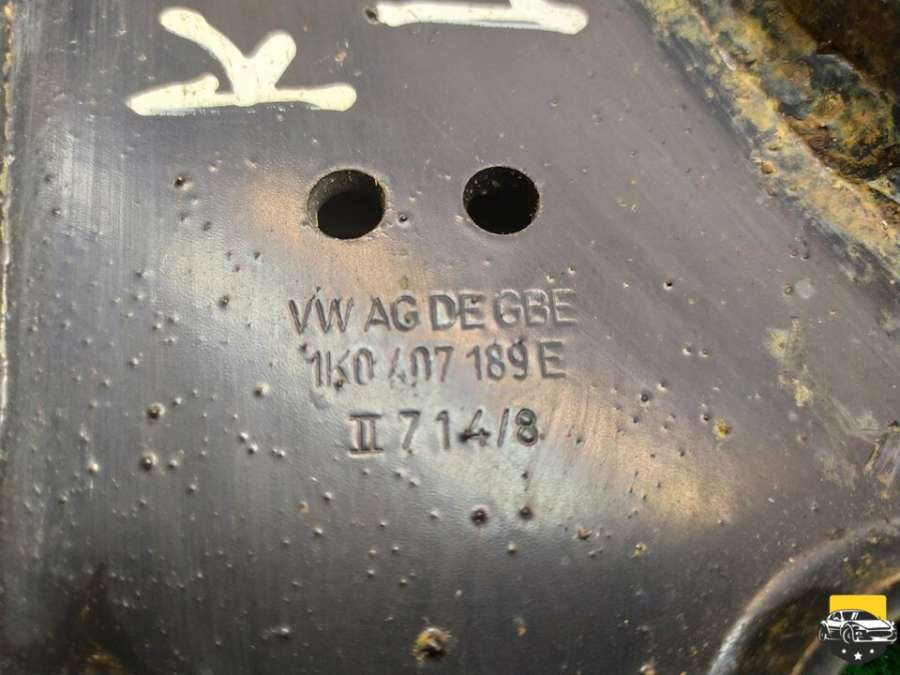 VW AG DE GBE
1K0 407 189 E
II 714/8